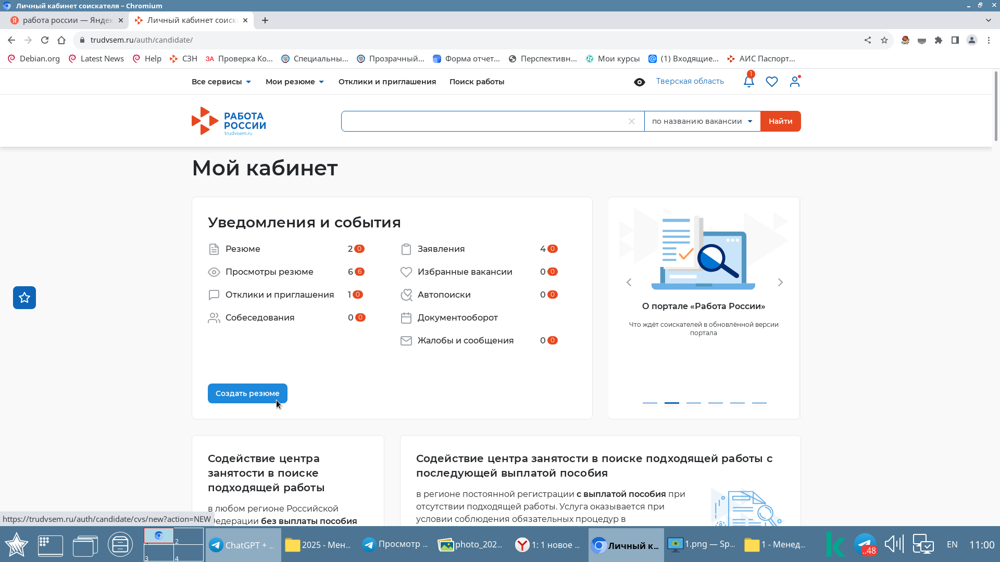 Личный кабинет соискателя – Chromium
работа россии — Яндек
Личный кабинет соиск
trudvsem.ru/auth/candidate/
Debian.org
Latest News
Help
СЗН
Проверка Ко...
Специальны...
Прозрачный...
Форма отчет...
Перспективн...
Мои курсы
(1) Входящие...
АИС Паспорт...
Все сервисы
Мои резюме
Отклики и приглашения
Поиск работы
Тверская область
1
РАБОТА
РОССИИ
trudvsem.ru
по названию вакансии
Найти
Мой кабинет
Уведомления и события
Резюме 2 0
Просмотры резюме 6 6
Отклики и приглашения 1 0
Собеседования 0 0
Заявления 4 0
Избранные вакансии 0 0
Автопоиски 0 0
Документооборот
Жалобы и сообщения 0 0
Создать резюме
О портале «Работа России»
Что ждёт соискателей в обновлённой версии
портала
Содействие центра
занятости в поиске
подходящей работы
в любом регионе Российской
Федерации без выплаты пособия
Содействие центра занятости в поиске подходящей работы с
последующей выплатой пособия
в регионе постоянной регистрации с выплатой пособия при
отсутствии подходящей работы. Услуга оказывается при
условии соблюдения обязательных процедур в
https://trudvsem.ru/auth/candidate/cvs/new?action=NEW
2
3
4
ChatGPT + ...
2025 - Мен...
Просмотр ...
photo_202...
1: 1 новое ...
Личный к...
1.png — Sp...
1 - Менед...
..48
EN
11:00